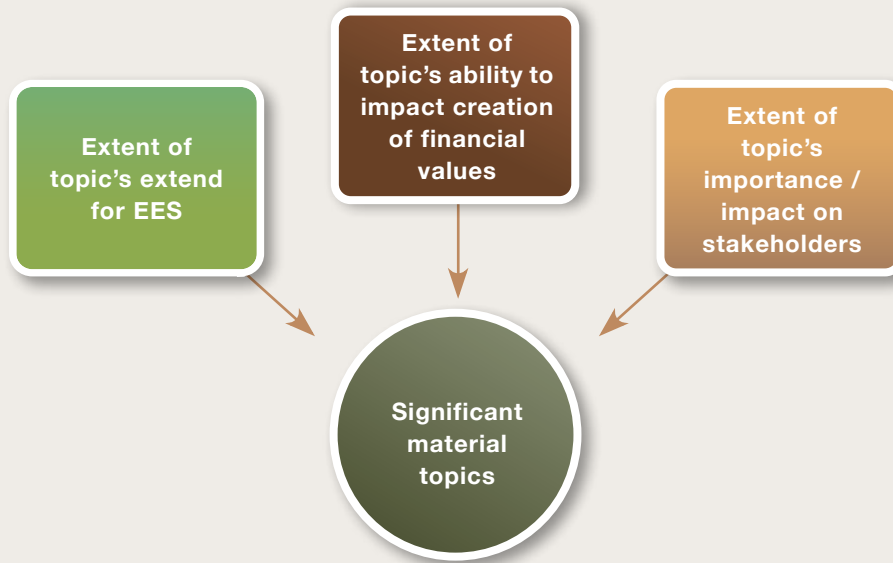 Extent of
topic's extend
for EES
Extent of
topic's ability to
impact creation
of financial
values
Extent of
topic's
importance /
impact on
stakeholders
Significant
material
topics